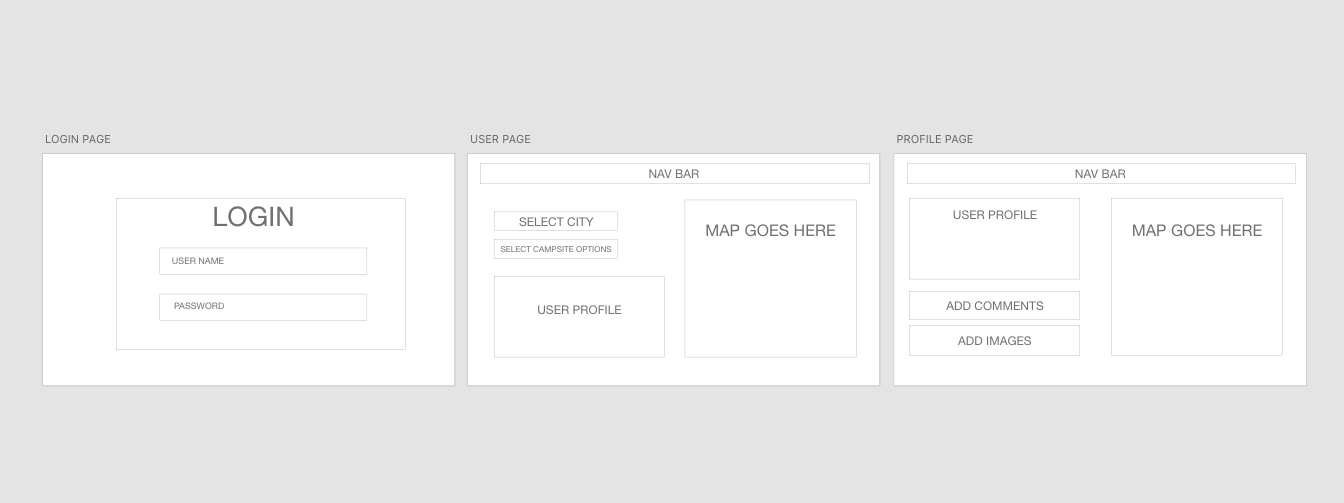 LOGIN PAGE
LOGIN
USER NAME
PASSWORD
USER PAGE
NAV BAR
SELECT CITY
SELECT CAMPSITE OPTIONS
USER PROFILE
MAP GOES HERE
PROFILE PAGE
NAV BAR
USER PROFILE
ADD COMMENTS
ADD IMAGES
MAP GOES HERE